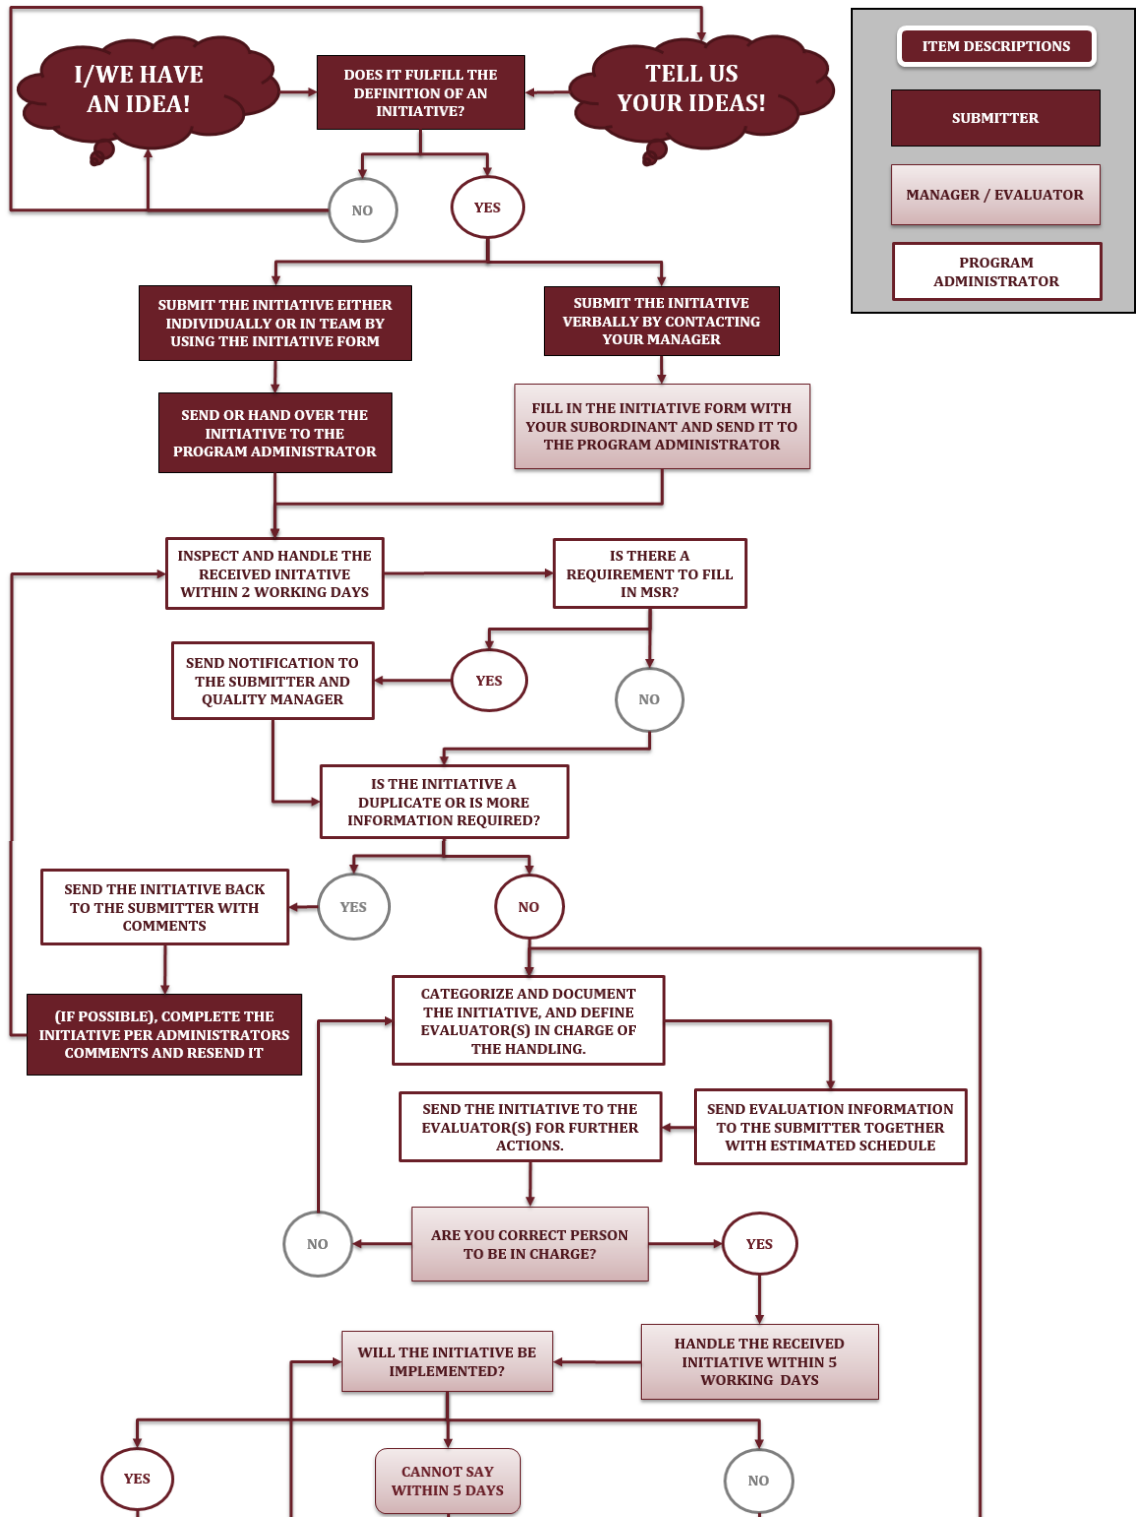 I/WE HAVE
AN IDEA!
DOES IT FULFILL THE
DEFINITION OF AN
INITIATIVE?
TELL US
YOUR IDEAS!
ITEM DESCRIPTIONS
SUBMITTER
MANAGER / EVALUATOR
PROGRAM
ADMINISTRATOR
NO
YES
SUBMIT THE INITIATIVE EITHER
INDIVIDUALLY OR IN TEAM BY
USING THE INITIATIVE FORM
SUBMIT THE INITIATIVE
VERBALLY BY CONTACTING
YOUR MANAGER
SEND OR HAND OVER THE
INITIATIVE TO THE
PROGRAM ADMINISTRATOR
FILL IN THE INITIATIVE FORM WITH
YOUR SUBORDINANT AND SEND IT TO
THE PROGRAM ADMINISTRATOR
INSPECT AND HANDLE THE
RECEIVED INITATIVE
WITHIN 2 WORKING DAYS
IS THERE A
REQUIREMENT TO FILL
IN MSR?
SEND NOTIFICATION TO
THE SUBMITTER AND
QUALITY MANAGER
YES
NO
IS THE INITIATIVE A
DUPLICATE OR IS MORE
INFORMATION REQUIRED?
SEND THE INITIATIVE BACK
TO THE SUBMITTER WITH
COMMENTS
YES
NO
(IF POSSIBLE), COMPLETE THE
INITIATIVE PER ADMINISTRATORS
COMMENTS AND RESEND IT
CATEGORIZE AND DOCUMENT
THE INITIATIVE, AND DEFINE
EVALUATOR(S) IN CHARGE OF
THE HANDLING.
SEND THE INITIATIVE TO THE
EVALUATOR(S) FOR FURTHER
ACTIONS.
SEND EVALUATION INFORMATION
TO THE SUBMITTER TOGETHER
WITH ESTIMATED SCHEDULE
NO
ARE YOU CORRECT PERSON
TO BE IN CHARGE?
YES
WILL THE INITIATIVE BE
IMPLEMENTED?
HANDLE THE RECEIVED
INITIATIVE WITHIN 5
WORKING DAYS
YES
CANNOT SAY
WITHIN 5 DAYS
NO